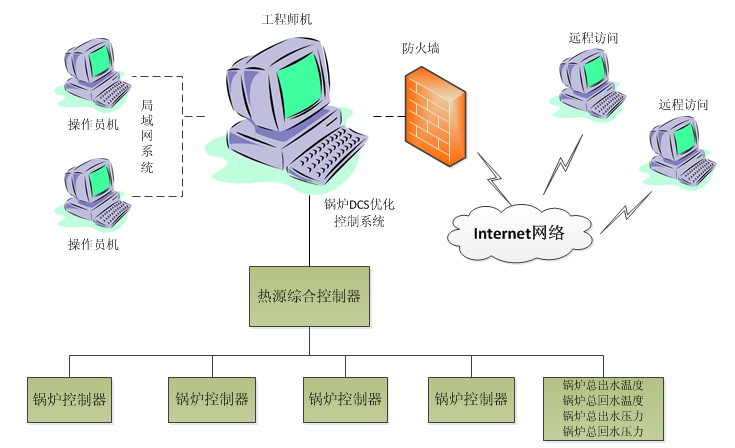 工程师机
防火墙
远程访问
远程访问
操作员机
局域网系统
操作员机
锅炉DCS优化
控制系统
Internet网络
热源综合控制器
锅炉控制器
锅炉控制器
锅炉控制器
锅炉控制器
锅炉总出水温度
锅炉总回水温度
锅炉总出水压力
锅炉总回水压力